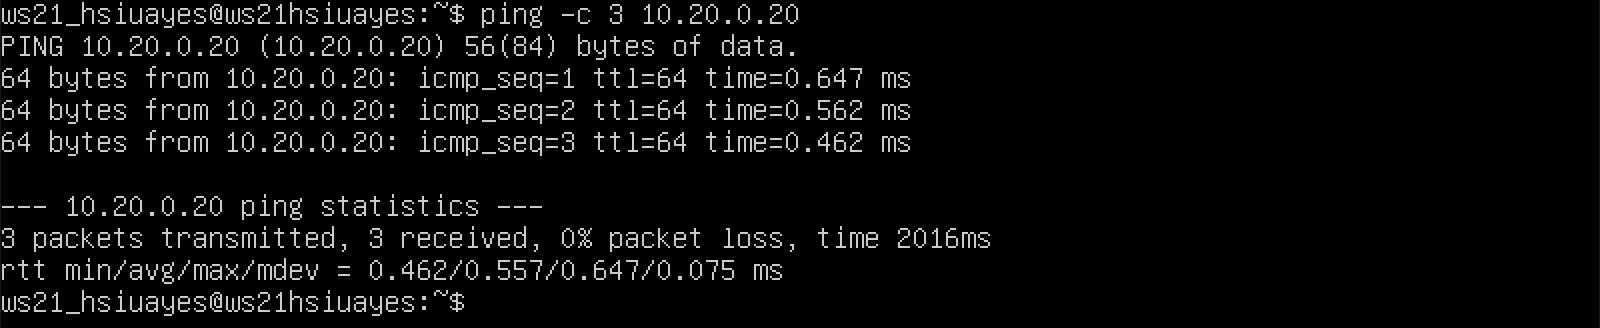 ws21_hsiuayes@ws21hsiuayes:~$ ping -c 3 10.20.0.20
PING 10.20.0.20 (10.20.0.20) 56(84) bytes of data.
64 bytes from 10.20.0.20: icmp_seq=1 ttl=64 time=0.647 ms
64 bytes from 10.20.0.20: icmp_seq=2 ttl=64 time=0.562 ms
64 bytes from 10.20.0.20: icmp_seq=3 ttl=64 time=0.462 ms

--- 10.20.0.20 ping statistics ---
3 packets transmitted, 3 received, 0% packet loss, time 2016ms
rtt min/avg/max/mdev = 0.462/0.557/0.647/0.075 ms
ws21_hsiuayes@ws21hsiuayes:~$